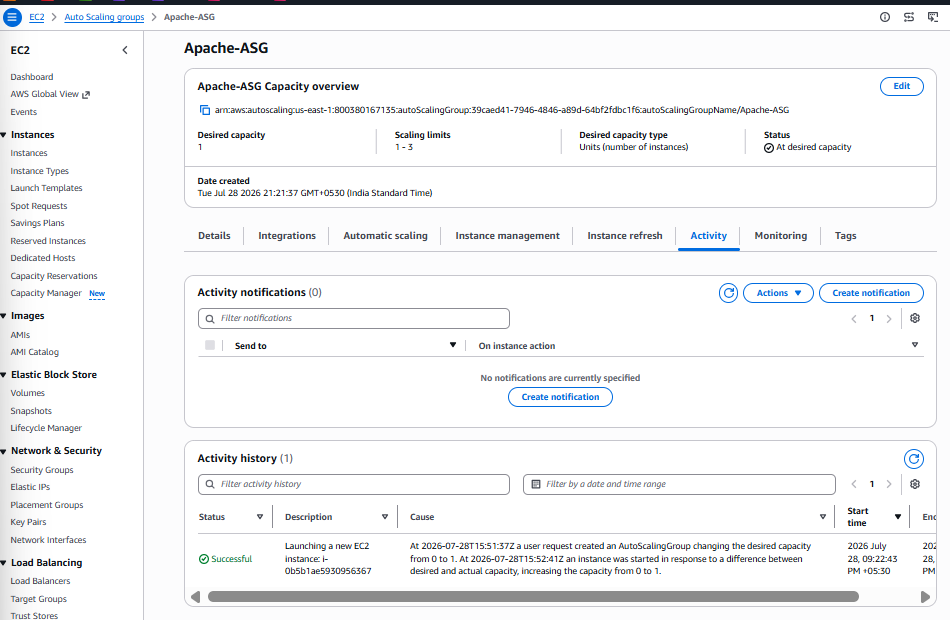 EC2 > Auto Scaling groups > Apache-ASG
EC2
Dashboard
AWS Global View
Events
Instances
Instances
Instance Types
Launch Templates
Spot Requests
Savings Plans
Reserved Instances
Dedicated Hosts
Capacity Reservations
Capacity Manager New
Images
AMIs
AMI Catalog
Elastic Block Store
Volumes
Snapshots
Lifecycle Manager
Network & Security
Security Groups
Elastic IPs
Placement Groups
Key Pairs
Network Interfaces
Load Balancing
Load Balancers
Target Groups
Trust Stores
Apache-ASG
Apache-ASG Capacity overview
Edit
arn:aws:autoscaling:us-east-1:800380167135:autoScalingGroup:39caed41-7946-4846-a89d-64bf2fdbc1f6:autoScalingGroupName/Apache-ASG
Desired capacity
1
Scaling limits
1 - 3
Desired capacity type
Units (number of instances)
Status
At desired capacity
Date created
Tue Jul 28 2026 21:21:37 GMT+0530 (India Standard Time)
Details Integrations Automatic scaling Instance management Instance refresh Activity Monitoring Tags
Activity notifications (0)
Actions Create notification
Filter notifications
1
Send to On instance action
No notifications are currently specified
Create notification
Activity history (1)
Filter activity history
Filter by a date and time range
1
Status
Description
Cause
Start
time
Successful
Launching a new EC2
instance: i-
0b5b1ae5930956367
At 2026-07-28T15:51:37Z a user request created an AutoScalingGroup changing the desired capacity
from 0 to 1. At 2026-07-28T15:52:41Z an instance was started in response to a difference between
desired and actual capacity, increasing the capacity from 0 to 1.
2026 July
28, 09:22:43
PM +05:30
28,